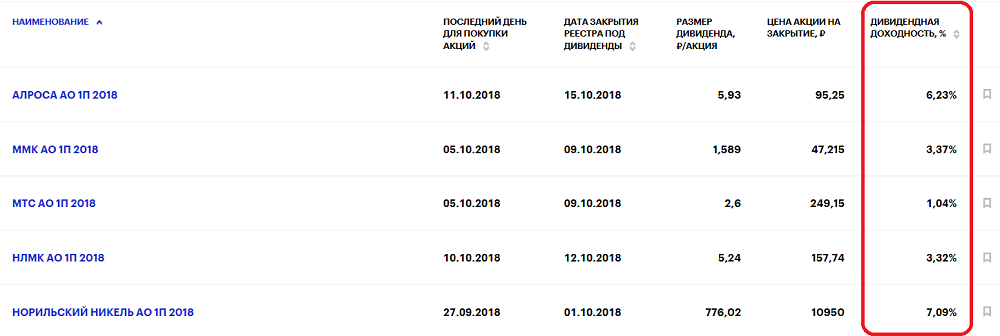 НАИМЕНОВАНИЕ
ПОСЛЕДНИЙ ДЕНЬ
ДЛЯ ПОКУПКИ
АКЦИЙ
ДАТА ЗАКРЫТИЯ
РЕЕСТРА ПОД
ДИВИДЕНДЫ
РАЗМЕР
ДИВИДЕНДА,
₽/АКЦИЯ
ЦЕНА АКЦИИ НА
ЗАКРЫТИЕ, ₽
ДИВИДЕНДНАЯ
ДОХОДНОСТЬ, %
АЛРОСА АО 1П 2018 11.10.2018 15.10.2018 5,93 95,25 6,23%
ММК АО 1П 2018 05.10.2018 09.10.2018 1,589 47,215 3,37%
МТС АО 1П 2018 05.10.2018 09.10.2018 2,6 249,15 1,04%
НЛМК АО 1П 2018 10.10.2018 12.10.2018 5,24 157,74 3,32%
НОРИЛЬСКИЙ НИКЕЛЬ АО 1П 2018 27.09.2018 01.10.2018 776,02 10950 7,09%